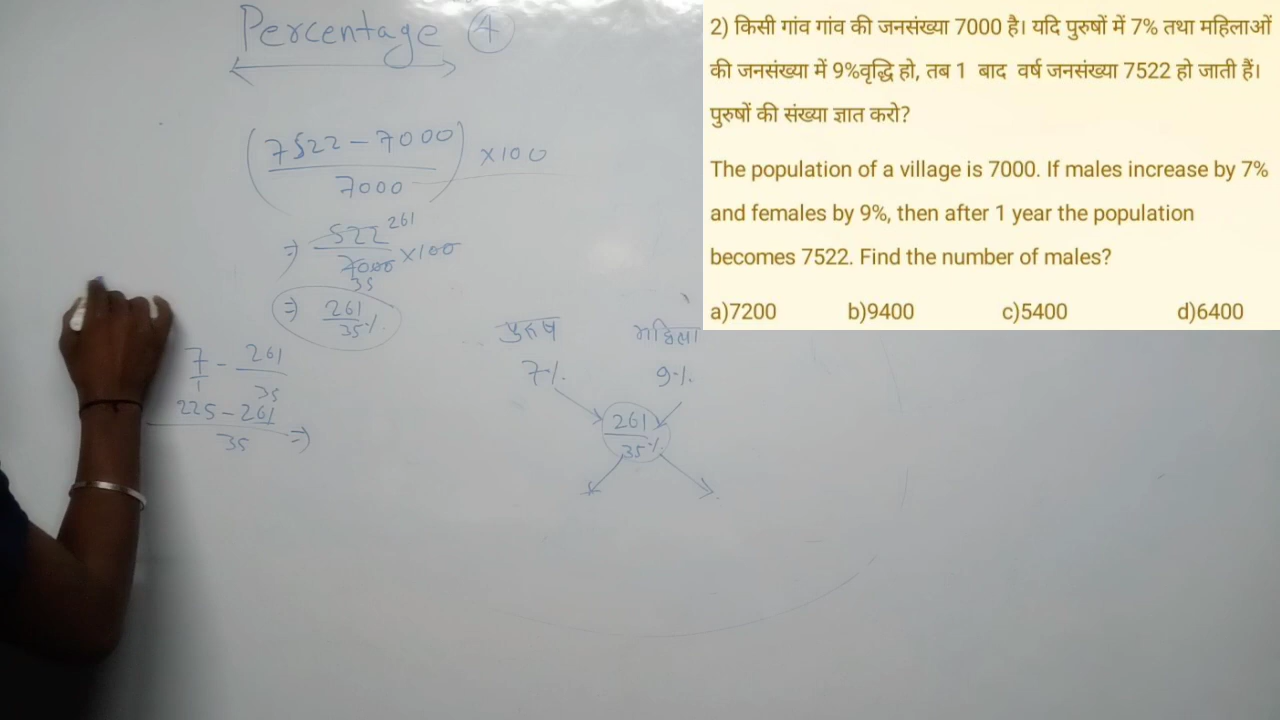 Percentage 4
(7522 - 7000 / 7000) ×100
⇒ 522 261 / 7000 35 ×100
⇒ 261 / 35%
7/1 - 261/35
225 - 261 / 35 ⇒
पुरुष महिला
7% 9%
261 / 35%
2) किसी गांव गांव की जनसंख्या 7000 है। यदि पुरुषों में 7% तथा महिलाओं
की जनसंख्या में 9%वृद्धि हो, तब 1 बाद वर्ष जनसंख्या 7522 हो जाती हैं।
पुरुषों की संख्या ज्ञात करो?
The population of a village is 7000. If males increase by 7%
and females by 9%, then after 1 year the population
becomes 7522. Find the number of males?
a)7200 b)9400 c)5400 d)6400